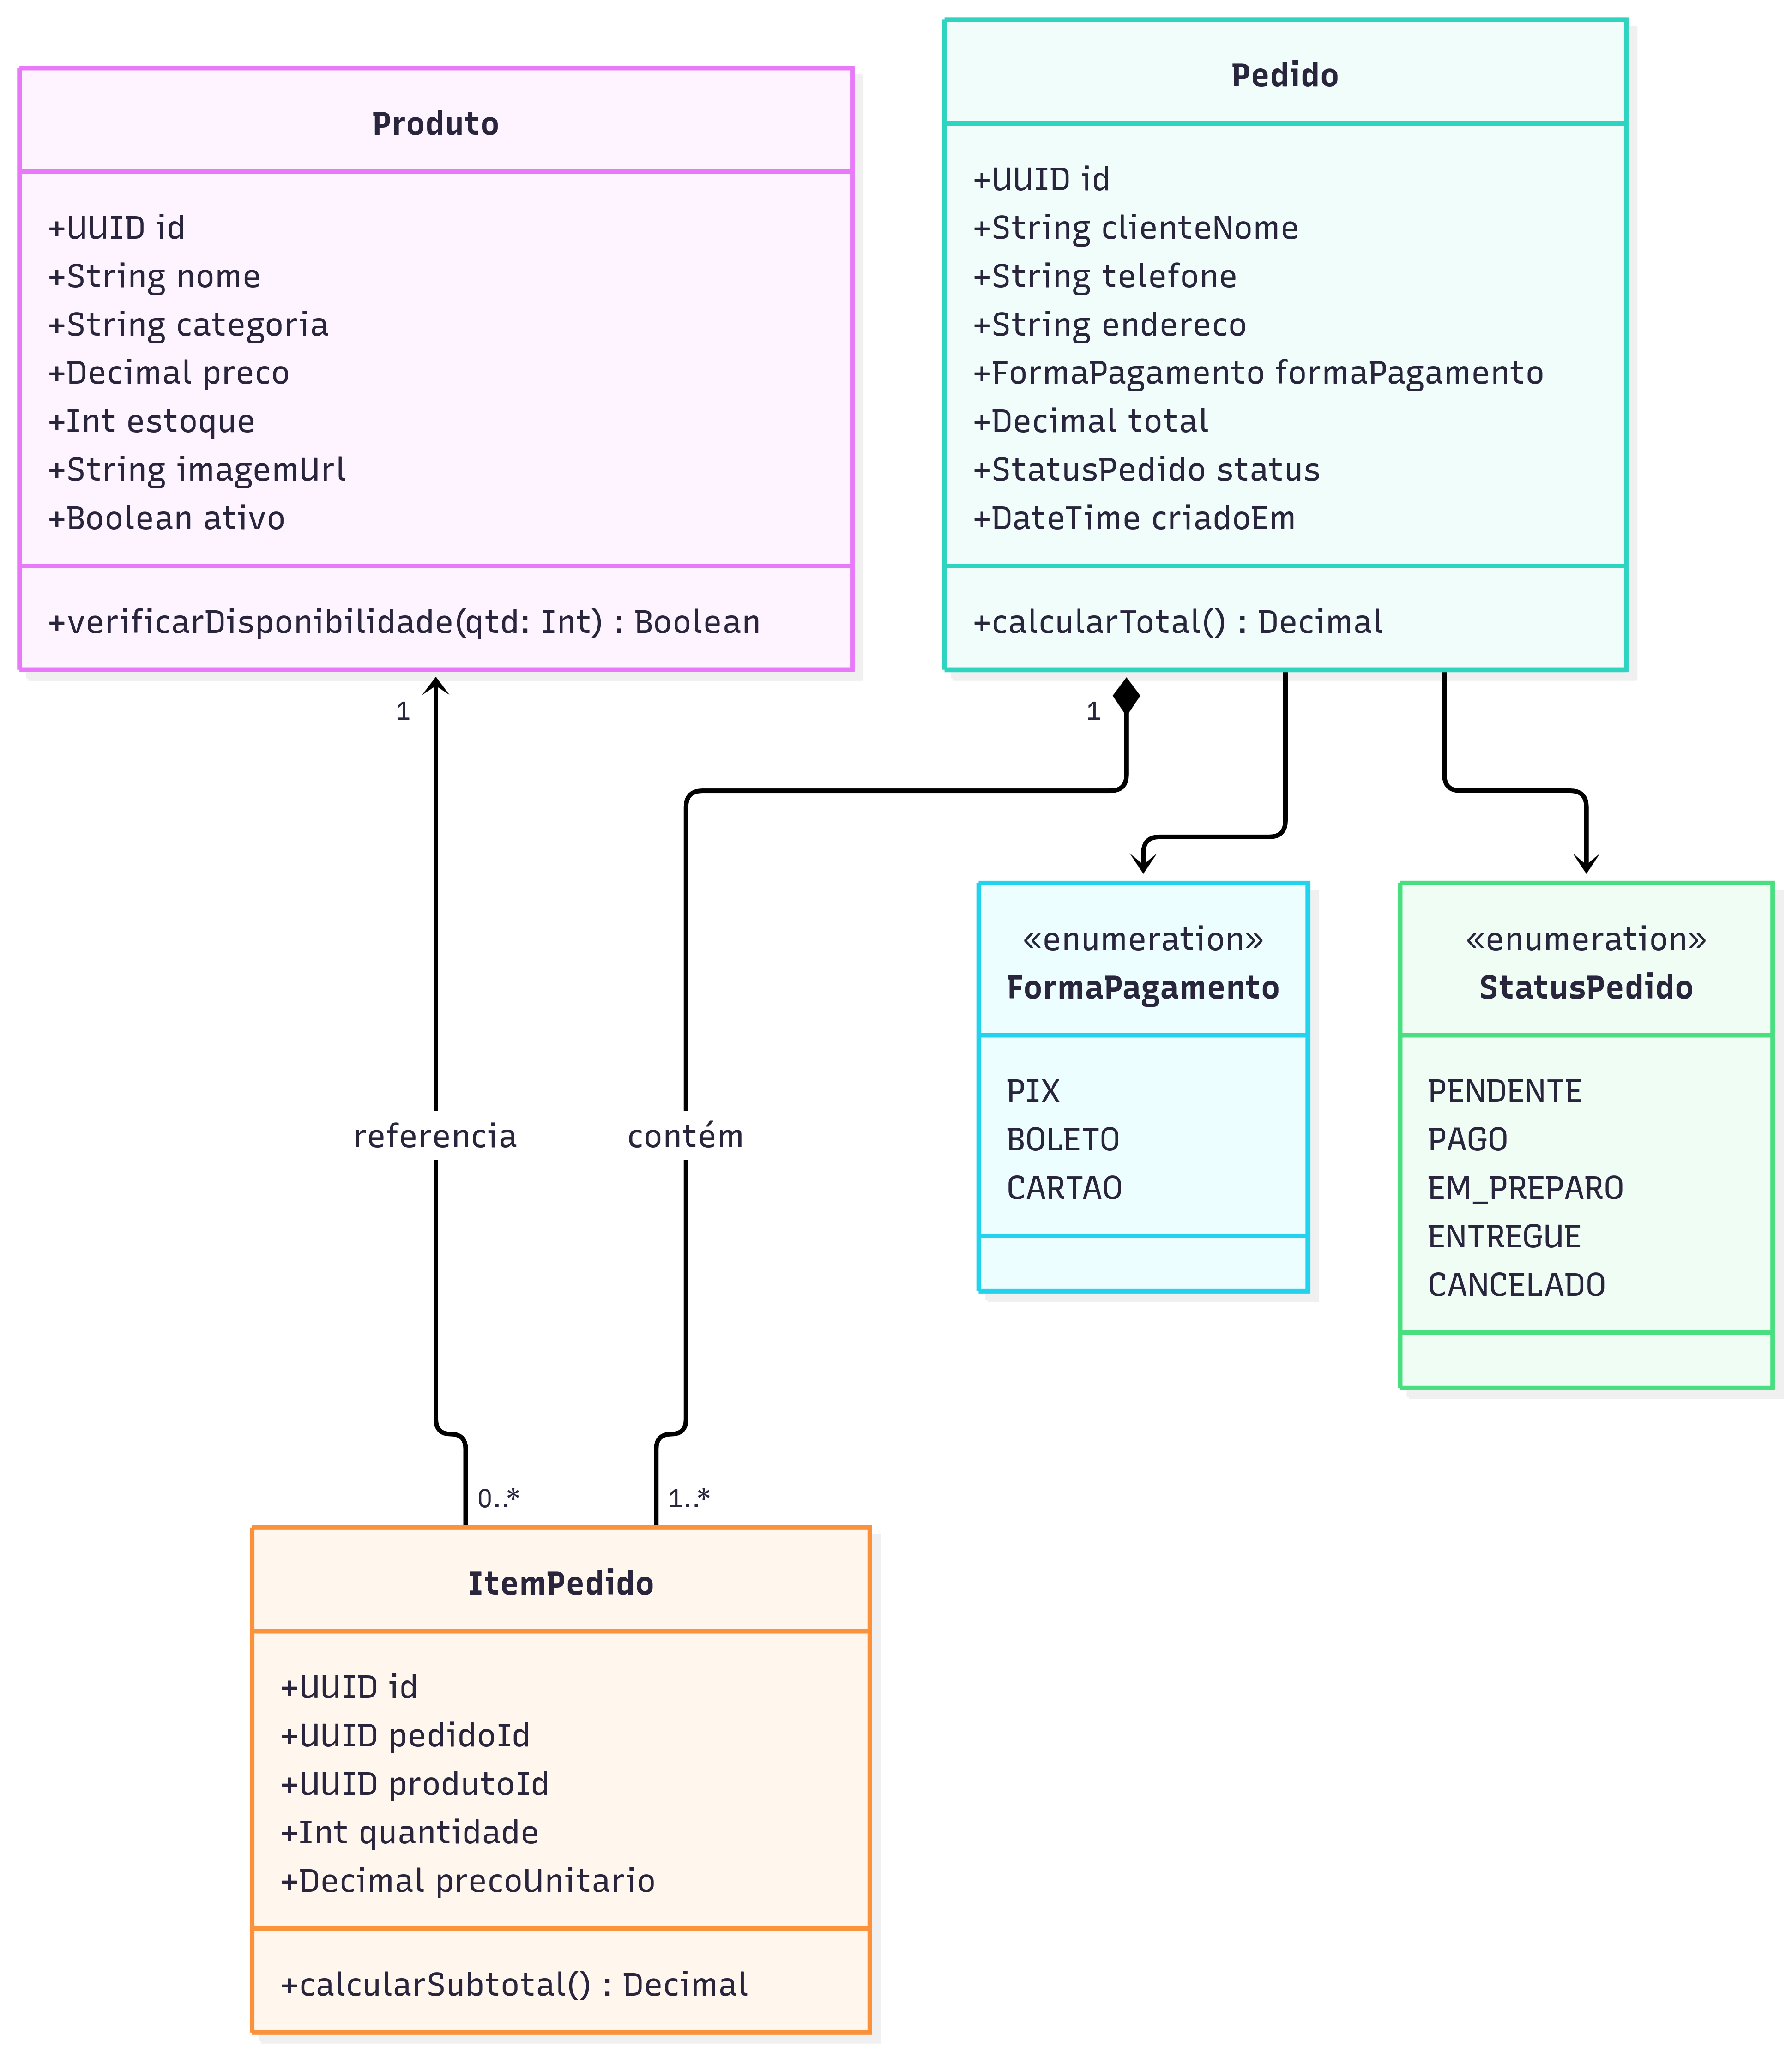 Produto
+UUID id
+String nome
+String categoria
+Decimal preco
+Int estoque
+String imagemUrl
+Boolean ativo
+verificarDisponibilidade(qtd: Int) : Boolean
Pedido
+UUID id
+String clienteNome
+String telefone
+String endereco
+FormaPagamento formaPagamento
+Decimal total
+StatusPedido status
+DateTime criadoEm
+calcularTotal() : Decimal
1
1
«enumeration»
FormaPagamento
PIX
BOLETO
CARTAO
«enumeration»
StatusPedido
PENDENTE
PAGO
EM_PREPARO
ENTREGUE
CANCELADO
referencia
contém
0..*
1..*
ItemPedido
+UUID id
+UUID pedidoId
+UUID produtoId
+Int quantidade
+Decimal precoUnitario
+calcularSubtotal() : Decimal